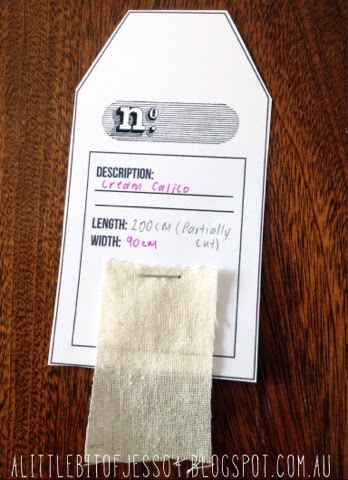 nº:
DESCRIPTION:
Cream Calico
LENGTH: 200cm (Partially
cut)
WIDTH: 90cm
ALITTLEBITOFJESS04.BLOGSPOT.COM.AU